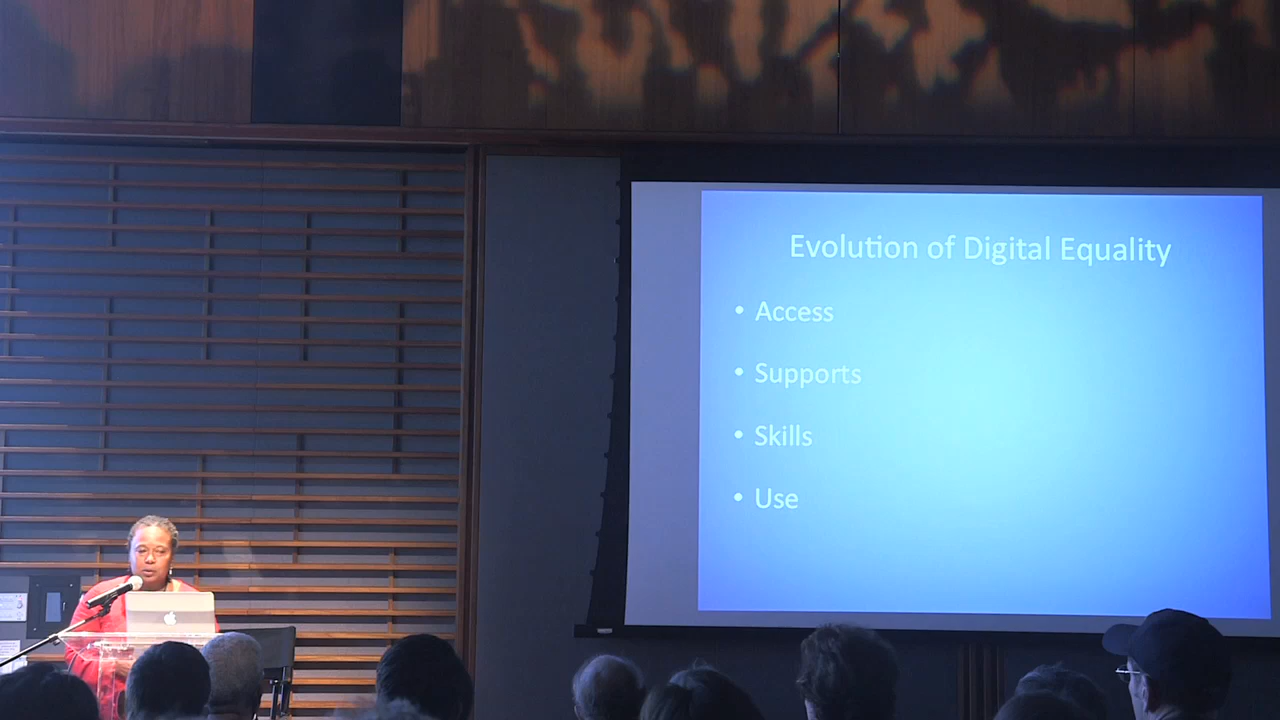 Evolution of Digital Equality
• Access
• Supports
• Skills
• Use